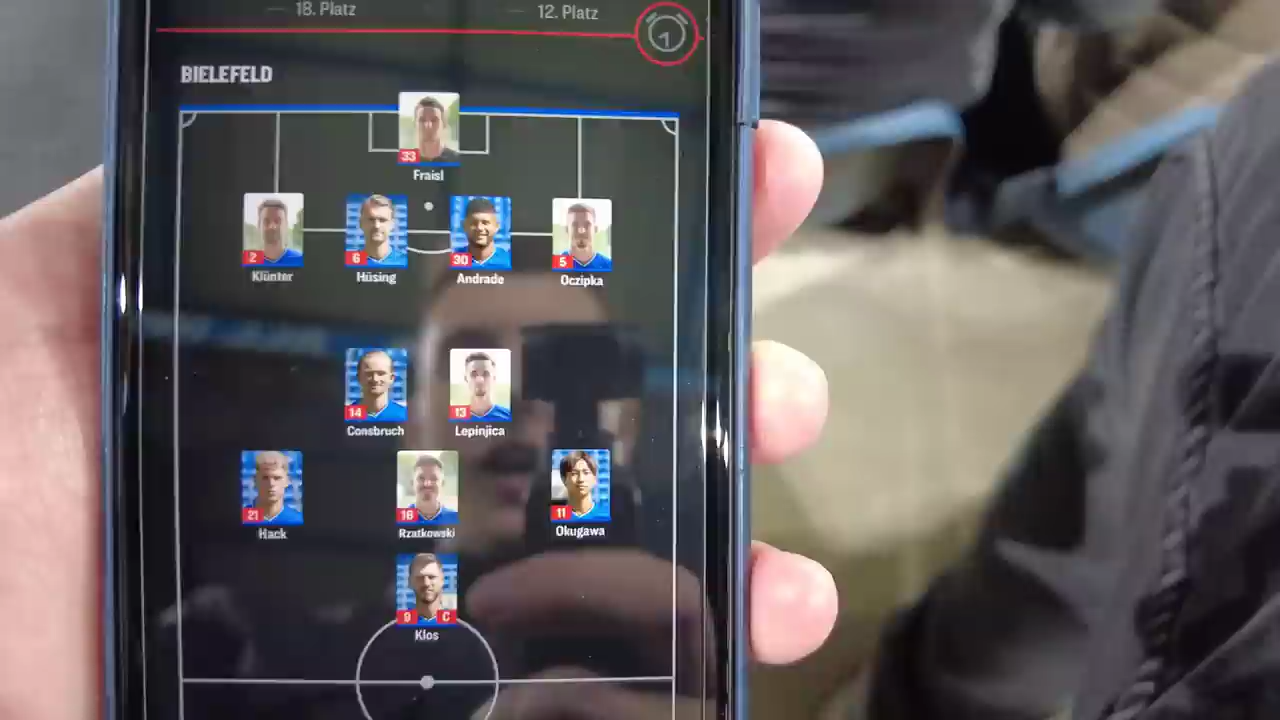 18. Platz
12. Platz
BIELEFELD
33
Fraisl
2
Klünter
6
Hüsing
30
Andrade
5
Oczipka
14
Consbruch
13
Lepinjica
21
Hack
16
Rzatkowski
11
Okugawa
9 C
Klos